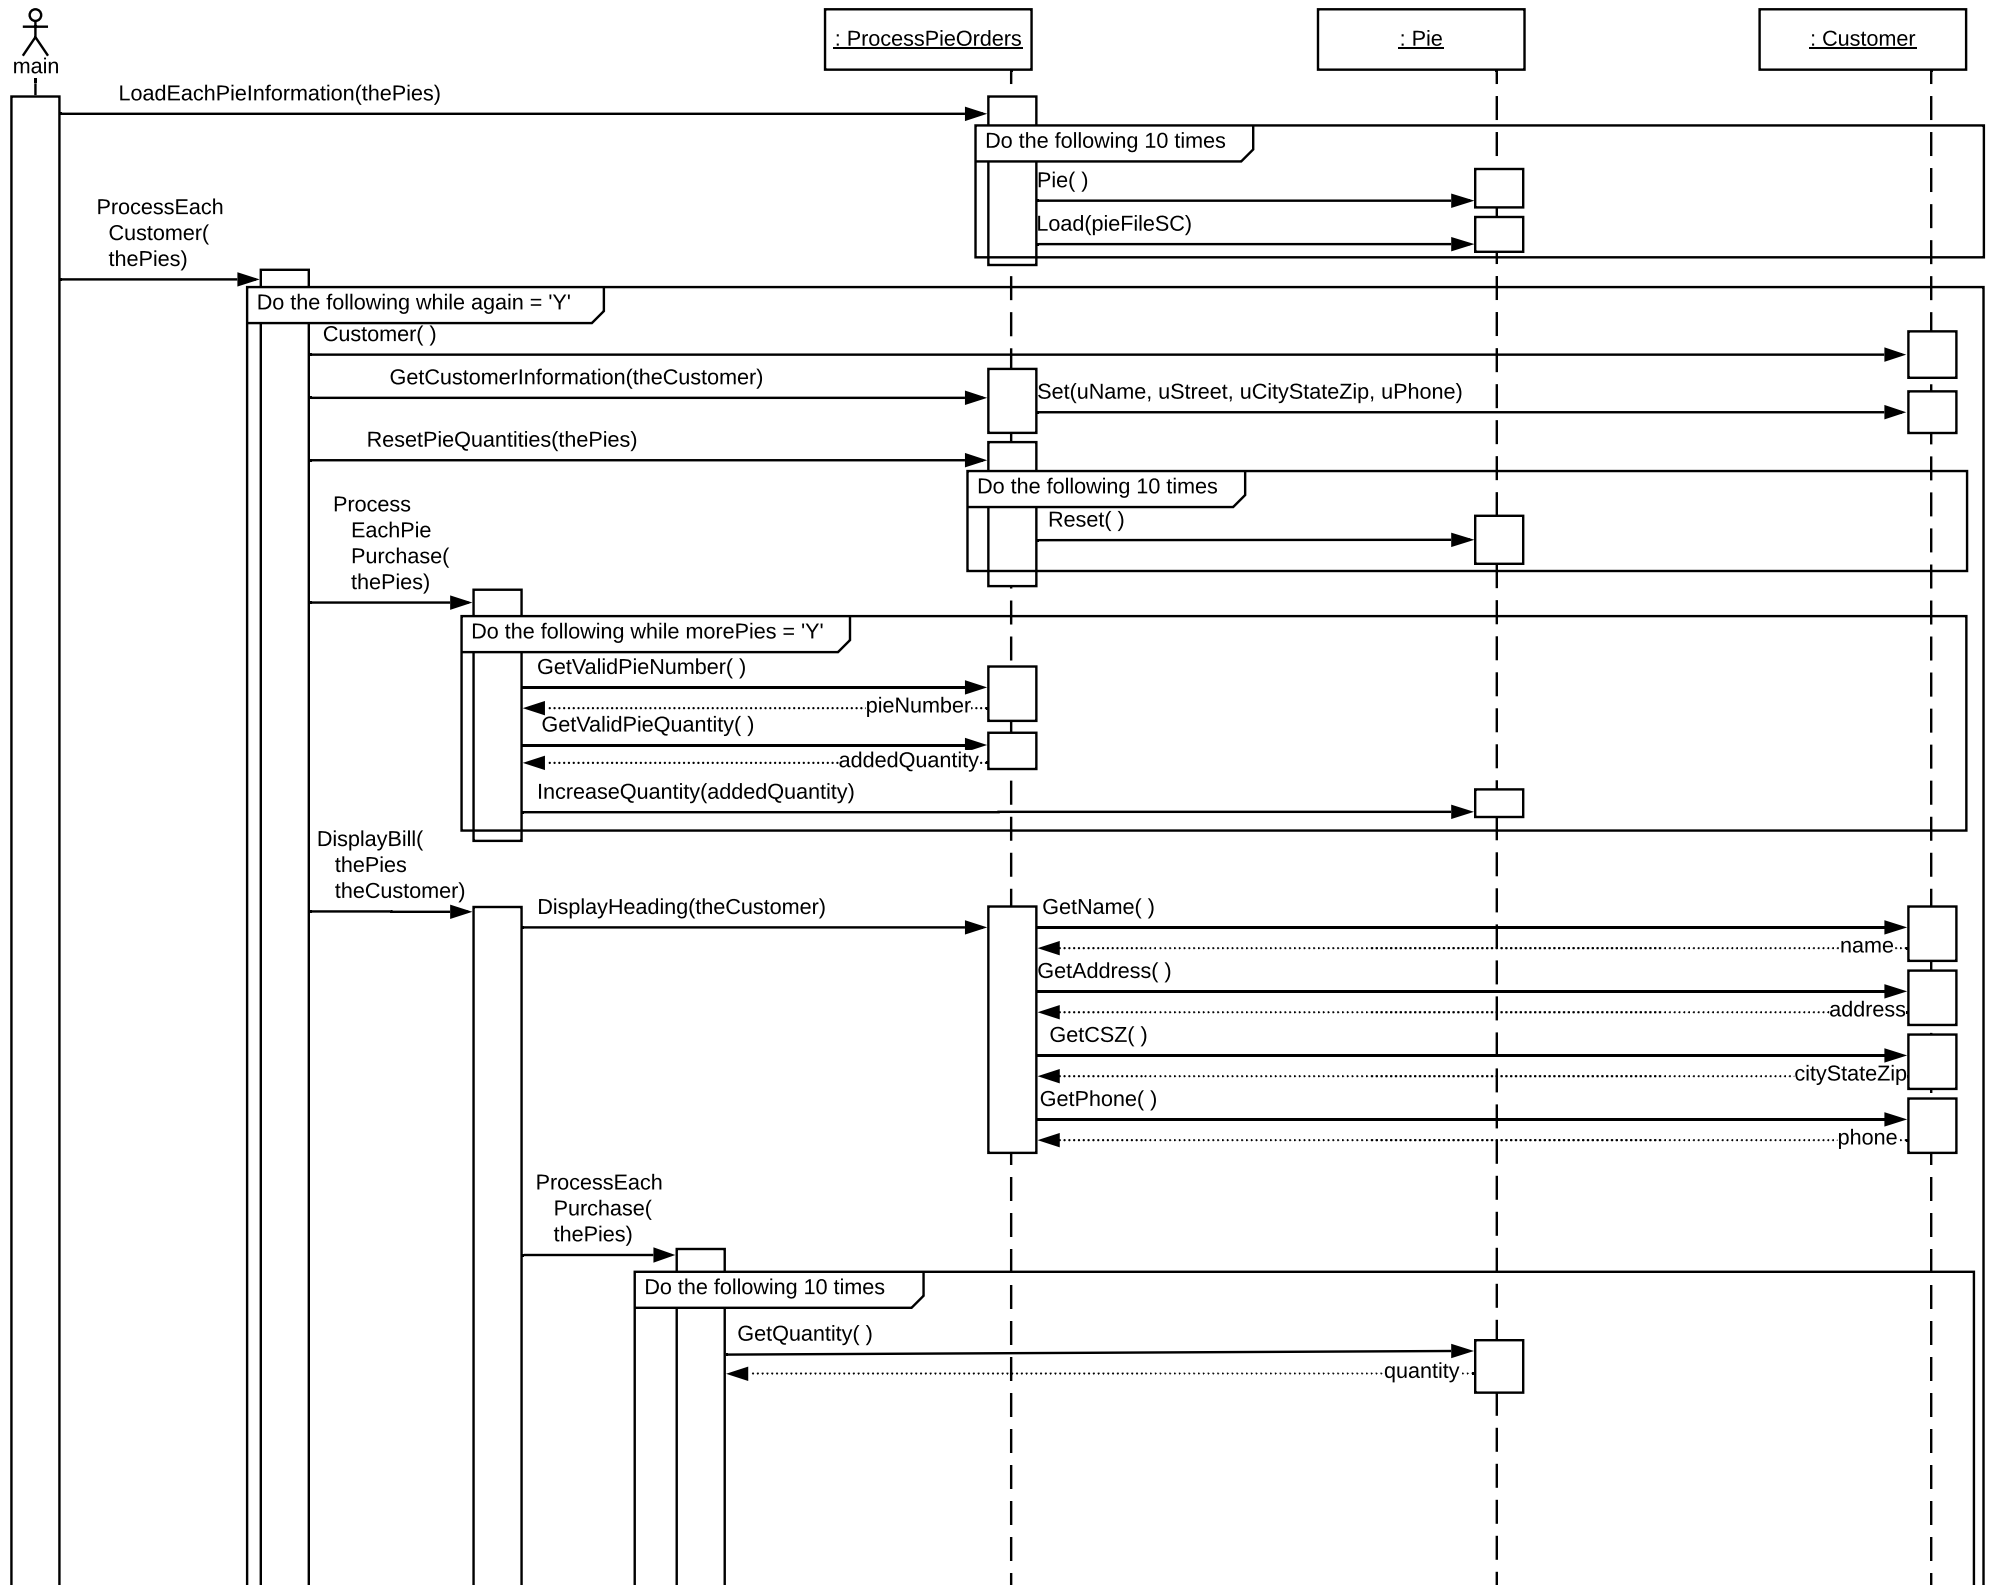 main
: ProcessPieOrders
: Pie
: Customer
LoadEachPieInformation(thePies)
Do the following 10 times
Pie( )
Load(pieFileSC)
ProcessEach
Customer(
thePies)
Do the following while again = 'Y'
Customer( )
GetCustomerInformation(theCustomer)
Set(uName, uStreet, uCityStateZip, uPhone)
ResetPieQuantities(thePies)
Do the following 10 times
Reset( )
Process
EachPie
Purchase(
thePies)
Do the following while morePies = 'Y'
GetValidPieNumber( )
pieNumber
GetValidPieQuantity( )
addedQuantity
IncreaseQuantity(addedQuantity)
DisplayBill(
thePies
theCustomer)
DisplayHeading(theCustomer)
GetName( )
name
GetAddress( )
address
GetCSZ( )
cityStateZip
GetPhone( )
phone
ProcessEach
Purchase(
thePies)
Do the following 10 times
GetQuantity( )
quantity